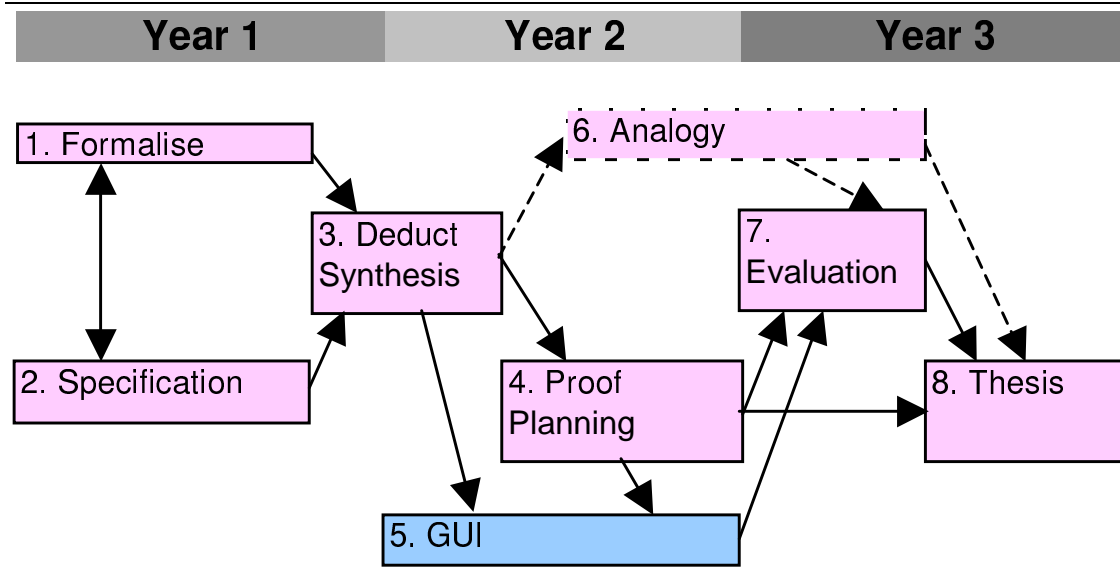 Year 1 Year 2 Year 3
1. Formalise
6. Analogy
3. Deduct
Synthesis
7.
Evaluation
2. Specification
4. Proof
Planning
8. Thesis
5. GUI